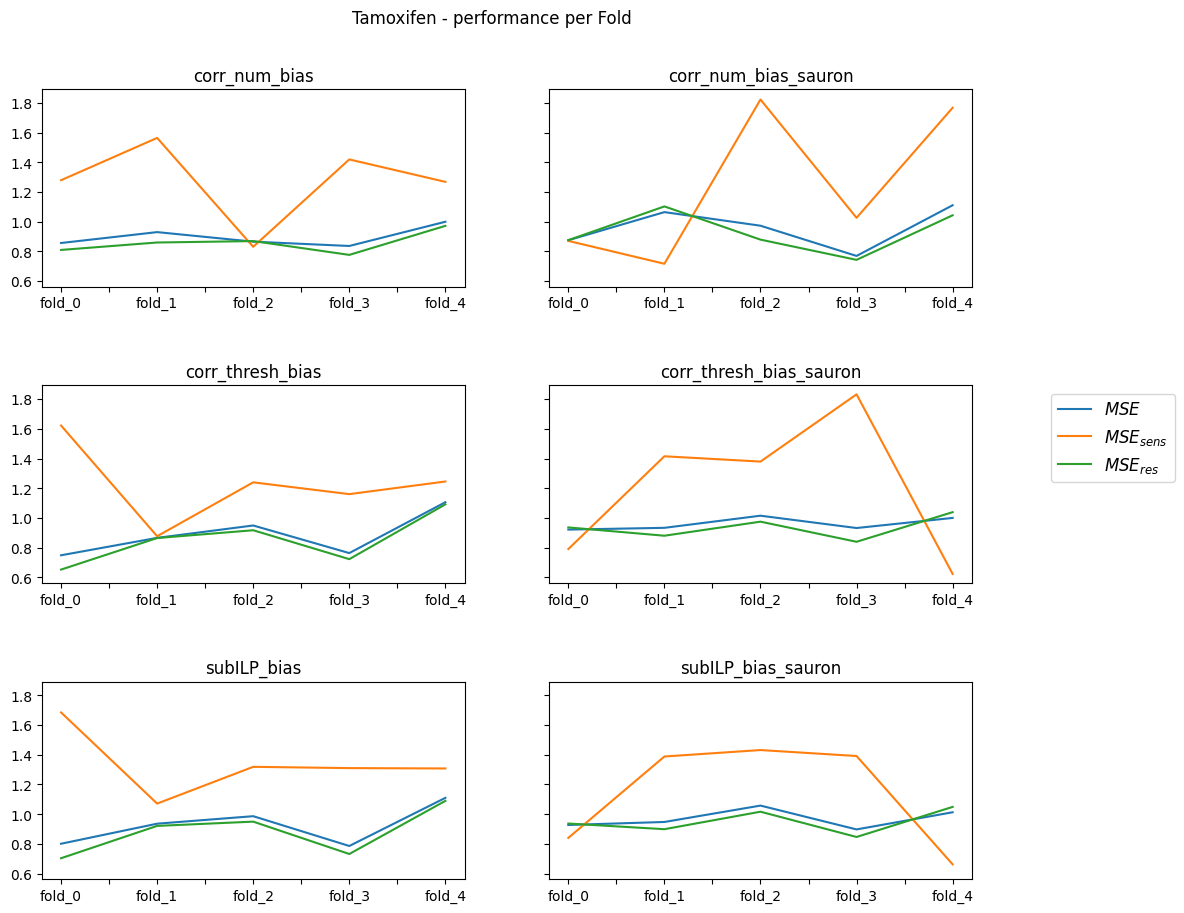 Tamoxifen - performance per Fold
corr_num_bias
1.8
1.6
1.4
1.2
1.0
0.8
0.6
fold_0 fold_1 fold_2 fold_3 fold_4
corr_num_bias_sauron
fold_0 fold_1 fold_2 fold_3 fold_4
corr_thresh_bias
1.8
1.6
1.4
1.2
1.0
0.8
0.6
fold_0 fold_1 fold_2 fold_3 fold_4
corr_thresh_bias_sauron
fold_0 fold_1 fold_2 fold_3 fold_4
MSE
MSE_sens
MSE_res
subILP_bias
1.8
1.6
1.4
1.2
1.0
0.8
0.6
fold_0 fold_1 fold_2 fold_3 fold_4
subILP_bias_sauron
fold_0 fold_1 fold_2 fold_3 fold_4